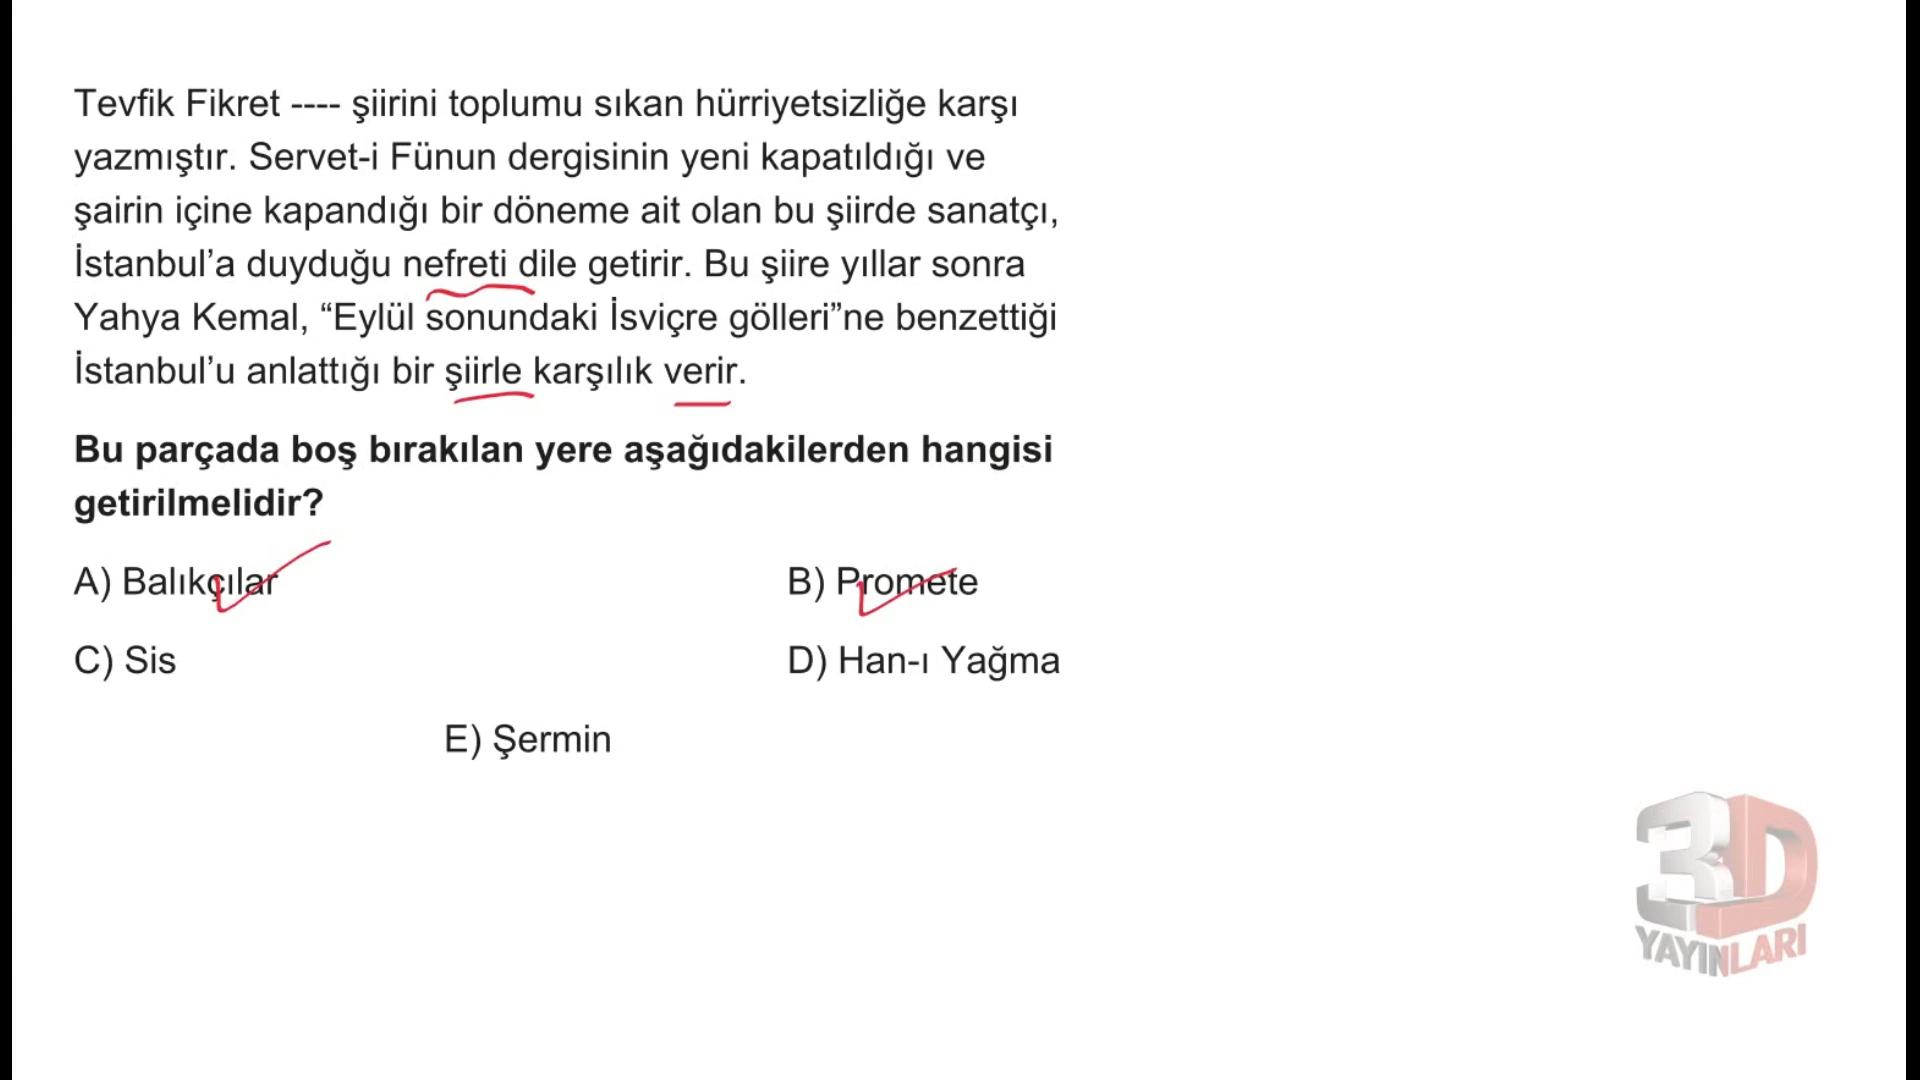 Tevfik Fikret ---- şiirini toplumu sıkan hürriyetsizliğe karşı
yazmıştır. Servet-i Fünun dergisinin yeni kapatıldığı ve
şairin içine kapandığı bir döneme ait olan bu şiirde sanatçı,
İstanbul’a duyduğu nefreti dile getirir. Bu şiire yıllar sonra
Yahya Kemal, “Eylül sonundaki İsviçre gölleri”ne benzettiği
İstanbul’u anlattığı bir şiirle karşılık verir.
Bu parçada boş bırakılan yere aşağıdakilerden hangisi
getirilmelidir?
A) Balıkçılar
B) Promete
C) Sis
D) Han-ı Yağma
E) Şermin
3D
YAYINLARI